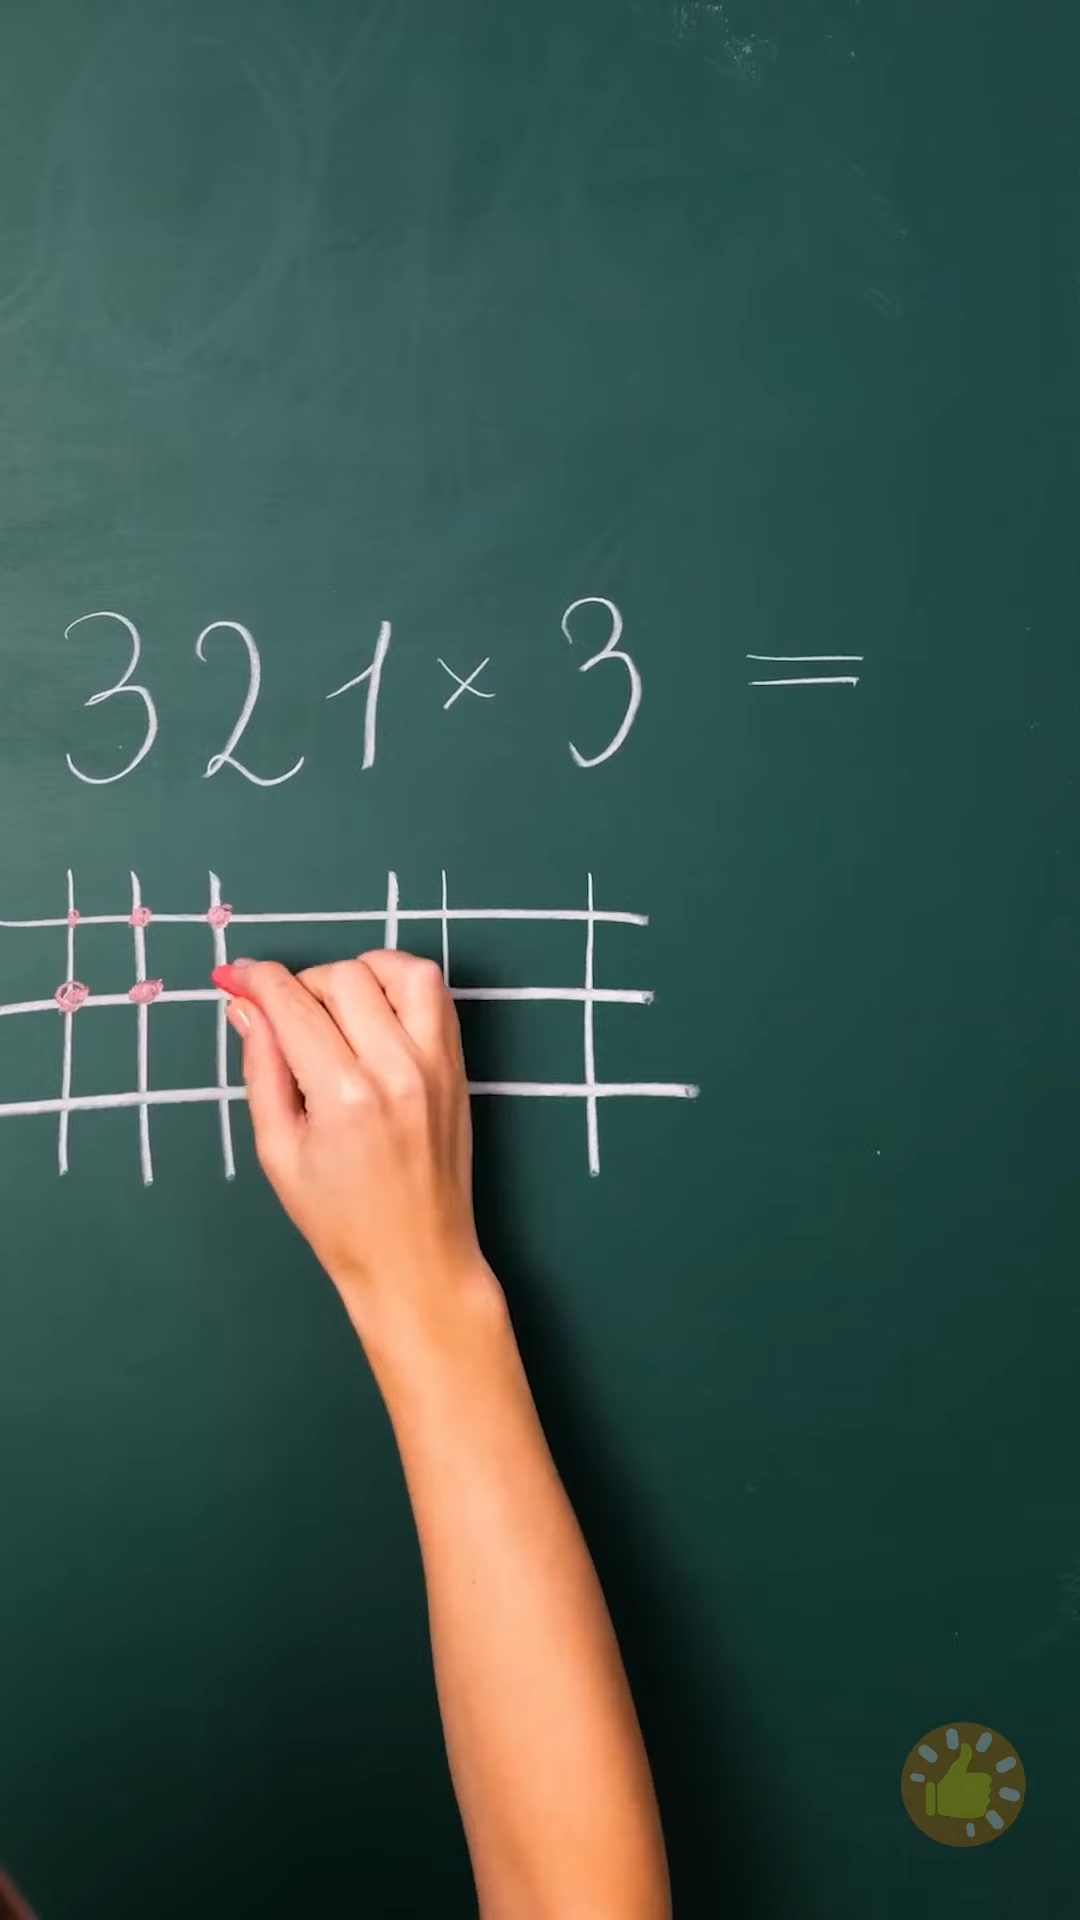 321 × 3 =